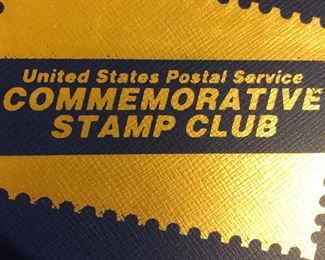 United States Postal Service
COMMEMORATIVE
STAMP CLUB